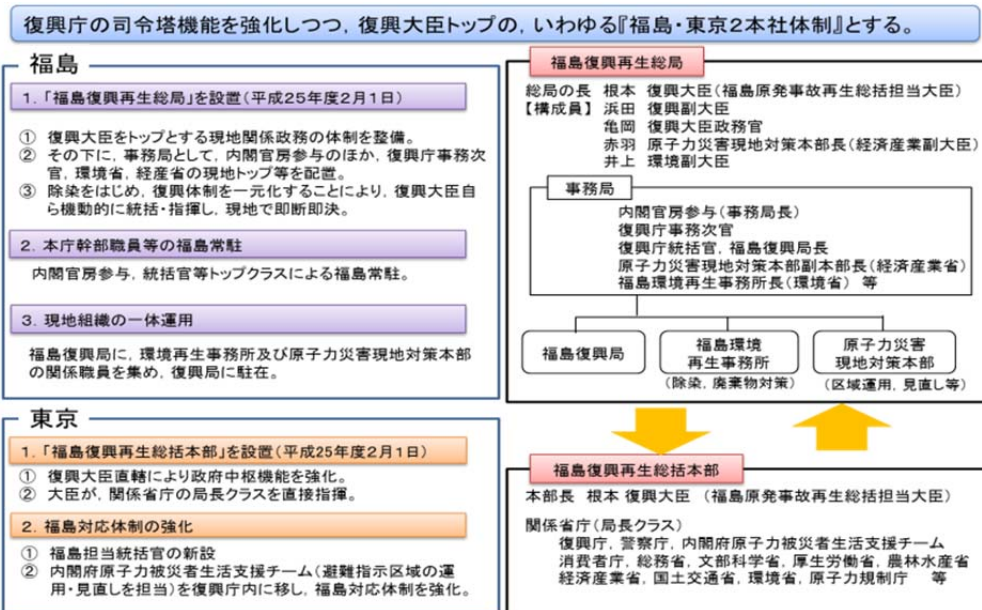 復興庁の司令塔機能を強化しつつ，復興大臣トップの，いわゆる『福島・東京２本社体制』とする。
福島
１．「福島復興再生総局」を設置（平成２５年度２月１日）
① 復興大臣をトップとする現地関係政務の体制を整備。
② その下に，事務局として，内閣官房参与のほか，復興庁事務次
官，環境省，経産省の現地トップ等を配置。
③ 除染をはじめ，復興体制を一元化することにより，復興大臣自
ら機動的に統括・指揮し，現地で即断即決。
２．本庁幹部職員等の福島常駐
内閣官房参与，統括官等トップクラスによる福島常駐。
３．現地組織の一体運用
福島復興局に，環境再生事務所及び原子力災害現地対策本部
の関係職員を集め，復興局に駐在。
東京
１．「福島復興再生総括本部」を設置（平成２５年度２月１日）
① 復興大臣直轄により政府中枢機能を強化。
② 大臣が，関係省庁の局長クラスを直接指揮。
２．福島対応体制の強化
① 福島担当統括官の新設
② 内閣府原子力被災者生活支援チーム（避難指示区域の運
用・見直しを担当）を復興庁内に移し，福島対応体制を強化。
福島復興再生総局
総局の長 根本 復興大臣（福島原発事故再生総括担当大臣）
【構成員】 浜田 復興副大臣
亀岡 復興大臣政務官
赤羽 原子力災害現地対策本部長（経済産業副大臣）
井上 環境副大臣
事務局
内閣官房参与（事務局長）
復興庁事務次官
復興庁統括官，福島復興局長
原子力災害現地対策本部副本部長（経済産業省）
福島環境再生事務所長（環境省） 等
福島復興局
福島環境
再生事務所
（除染，廃棄物対策）
原子力災害
現地対策本部
（区域運用，見直し等）
福島復興再生総括本部
本部長 根本 復興大臣 （福島原発事故再生総括担当大臣）
関係省庁（局長クラス）
復興庁，警察庁，内閣府原子力被災者生活支援チーム
消費者庁，総務省，文部科学省，厚生労働省，農林水産省
経済産業省，国土交通省，環境省，原子力規制庁 等